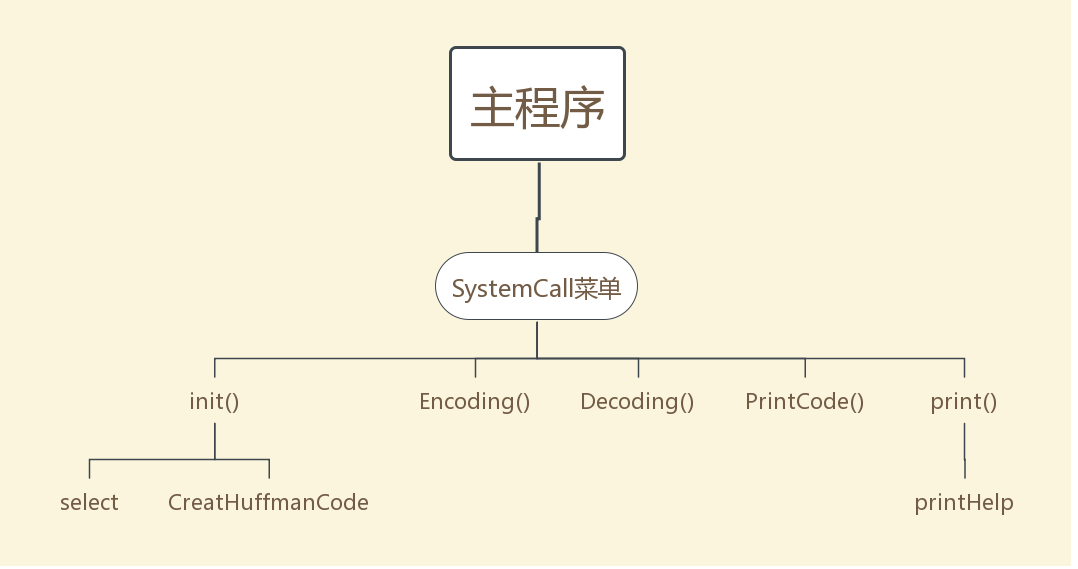 主程序
SystemCall菜单
init()
Encoding()
Decoding()
PrintCode()
print()
select
CreatHuffmanCode
printHelp